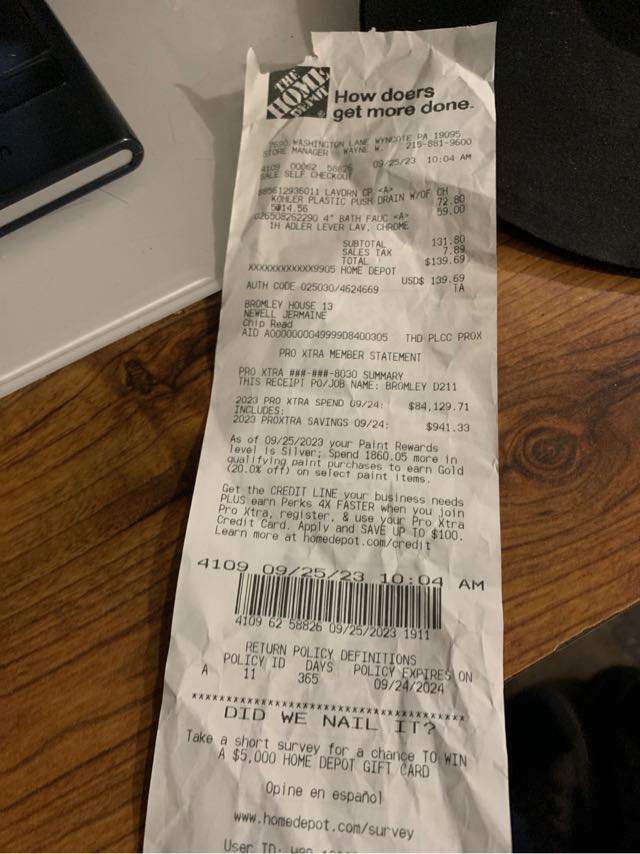 THE
HOME
DEPOT
How doers
get more done.
WASHINGTON LANE WYNCOTE PA 19095
STORE MANAGER WAYNE W. 215-881-9600
4109 00062 58826 09/25/23 10:04 AM
SALE SELF CHECKOUT
885612936011 LAVDRN CP <A>
KOHLER PLASTIC PUSH DRAIN W/OF CH
5@14.56 72.80
026508262290 4" BATH FAUC <A> 59.00
1H ADLER LEVER LAV, CHROME
SUBTOTAL 131.80
SALES TAX 7.89
TOTAL $139.69
XXXXXXXXXXXX9905 HOME DEPOT
USD$ 139.69
AUTH CODE 025030/4624669 TA
BROMLEY HOUSE 13
NEWELL JERMAINE
Chip Read
AID A0000000049999D8400305 THD PLCC PROX
PRO XTRA MEMBER STATEMENT
PRO XTRA ###-###-8030 SUMMARY
THIS RECEIPT PO/JOB NAME: BROMLEY D211
2023 PRO XTRA SPEND 09/24: $84,129.71
INCLUDES:
2023 PROXTRA SAVINGS 09/24: $941.33
As of 09/25/2023 your Paint Rewards
level is Silver; Spend 1860.05 more in
qualifying paint purchases to earn Gold
(20.0% off) on select paint items.
Get the CREDIT LINE your business needs
PLUS earn Perks 4X FASTER when you join
Pro Xtra, register, & use your Pro Xtra
Credit Card. Apply and SAVE UP TO $100.
Learn more at homedepot.com/credit
4109 09/25/23 10:04 AM
4109 62 58826 09/25/2023 1911
RETURN POLICY DEFINITIONS
POLICY ID DAYS POLICY EXPIRES ON
A 11 365 09/24/2024
DID WE NAIL IT?
Take a short survey for a chance TO WIN
A $5,000 HOME DEPOT GIFT CARD
Opine en español
www.homedepot.com/survey
User ID: